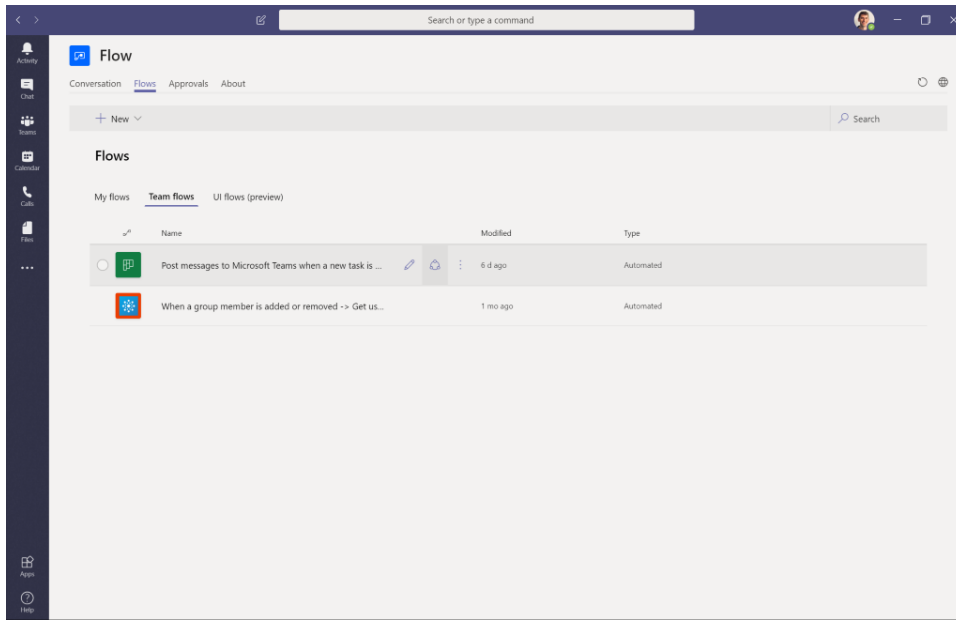 Search or type a command
Activity
Chat
Teams
Calendar
Calls
Files
Apps
Help
Flow
Conversation Flows Approvals About
New
Search
Flows
My flows Team flows UI flows (preview)
Name Modified Type
Post messages to Microsoft Teams when a new task is ... 6 d ago Automated
When a group member is added or removed -> Get us... 1 mo ago Automated